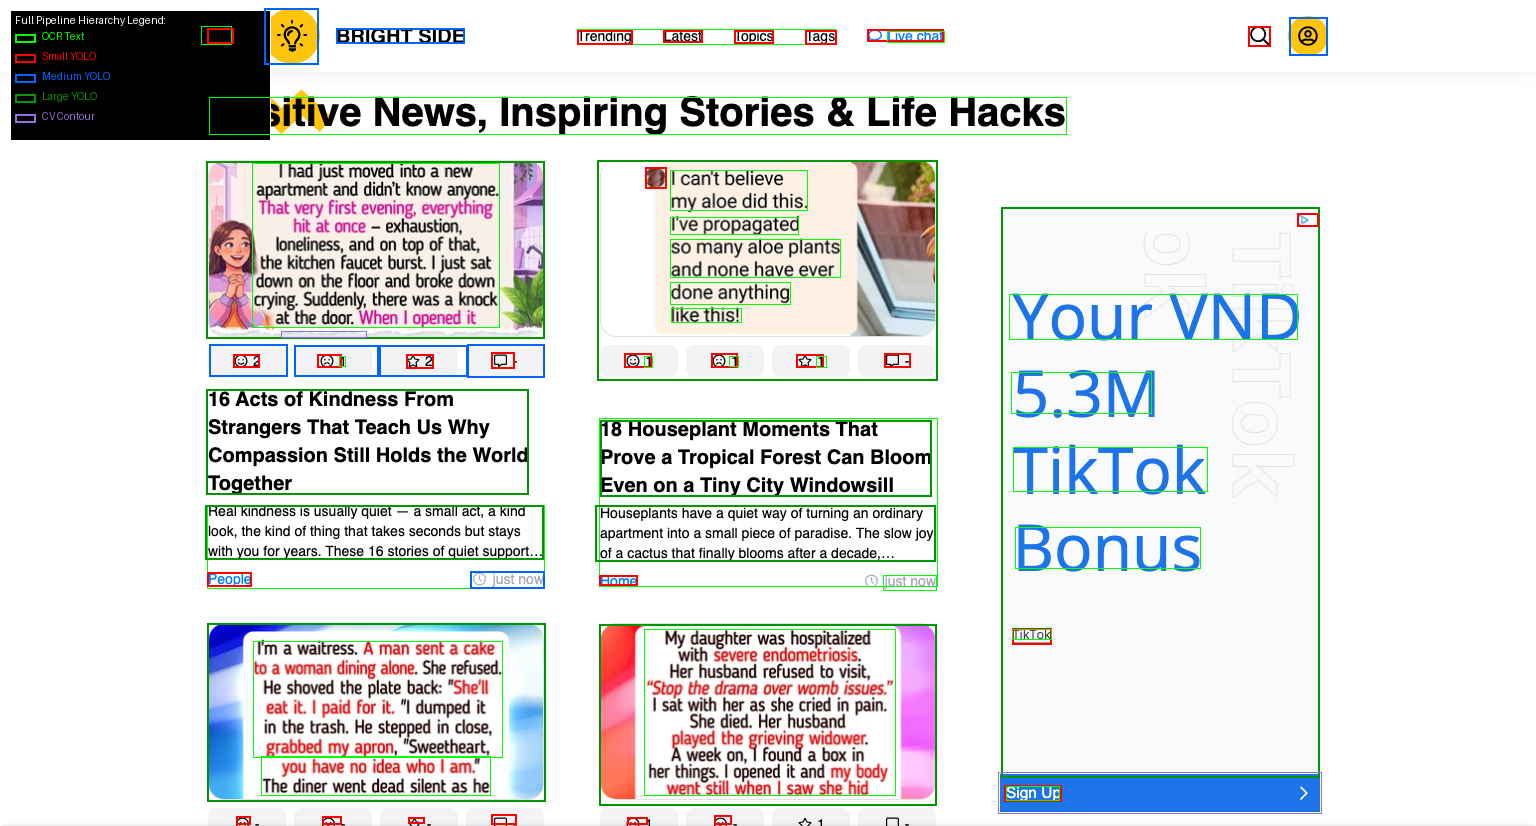 Full Pipeline Hierarchy Legend:
OCR Text
Small YOLO
Medium YOLO
Large YOLO
CV Contour
BRIGHT SIDE
Trending
Latest
Topics
Tags
Live chat
sitive News, Inspiring Stories & Life Hacks
I had just moved into a new
apartment and didn't know anyone.
That very first evening, everything
hit at once – exhaustion,
loneliness, and on top of that,
the kitchen faucet burst. I just sat
down on the floor and broke down
crying. Suddenly, there was a knock
at the door. When I opened it
2
1
2
-
16 Acts of Kindness From
Strangers That Teach Us Why
Compassion Still Holds the World
Together
Real kindness is usually quiet — a small act, a kind
look, the kind of thing that takes seconds but stays
with you for years. These 16 stories of quiet support…
People
just now
I can't believe
my aloe did this.
I've propagated
so many aloe plants
and none have ever
done anything
like this!
1
1
1
-
18 Houseplant Moments That
Prove a Tropical Forest Can Bloom
Even on a Tiny City Windowsill
Houseplants have a quiet way of turning an ordinary
apartment into a small piece of paradise. The slow joy
of a cactus that finally blooms after a decade,…
Home
just now
I'm a waitress. A man sent a cake
to a woman dining alone. She refused.
He shoved the plate back: "She'll
eat it. I paid for it. "I dumped it
in the trash. He stepped in close,
grabbed my apron, "Sweetheart,
you have no idea who I am."
The diner went dead silent as he
-
-
-
-
My daughter was hospitalized
with severe endometriosis.
Her husband refused to visit,
"Stop the drama over womb issues."
I sat with her as she cried in pain.
She died. Her husband
played the grieving widower.
A week on, I found a box in
her things. I opened it and my body
went still when I saw she hid
1
-
1
-
TikTok
Your VND
5.3M
TikTok
Bonus
TikTok
Sign Up